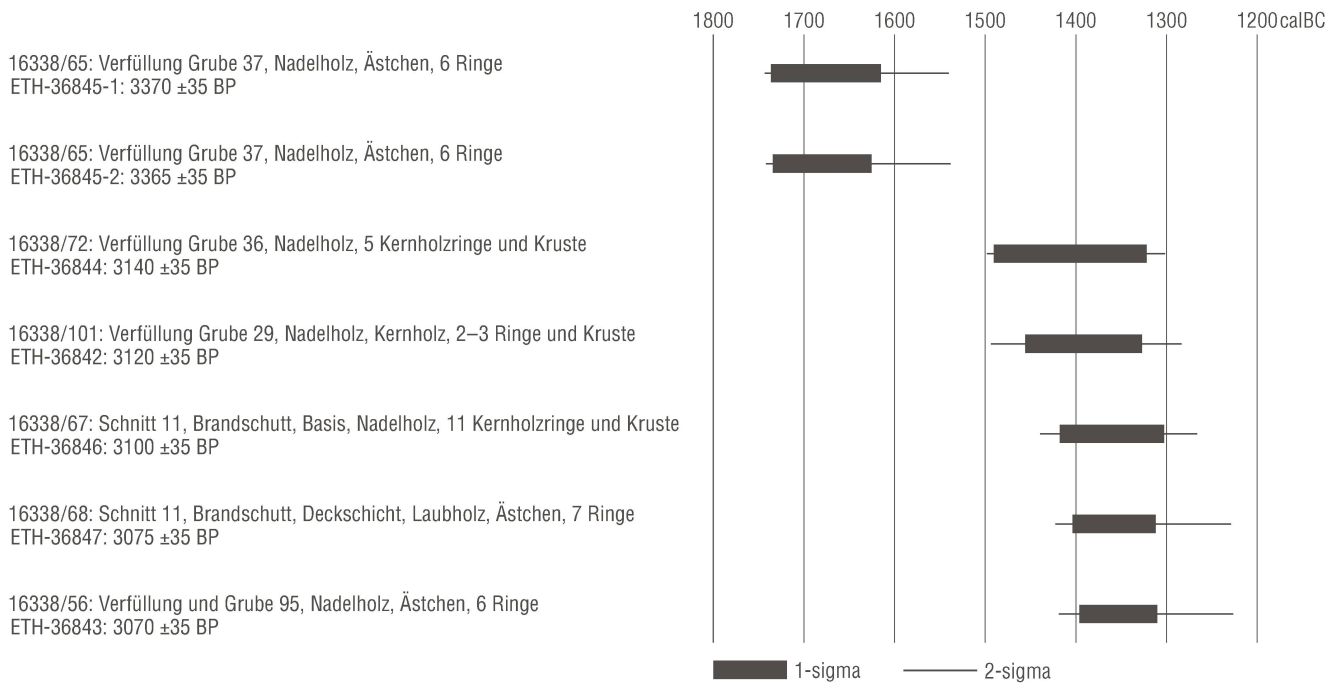 1800 1700 1600 1500 1400 1300 1200 calBC
16338/65: Verfüllung Grube 37, Nadelholz, Ästchen, 6 Ringe
ETH-36845-1: 3370 ±35 BP
16338/65: Verfüllung Grube 37, Nadelholz, Ästchen, 6 Ringe
ETH-36845-2: 3365 ±35 BP
16338/72: Verfüllung Grube 36, Nadelholz, 5 Kernholzringe und Kruste
ETH-36844: 3140 ±35 BP
16338/101: Verfüllung Grube 29, Nadelholz, Kernholz, 2–3 Ringe und Kruste
ETH-36842: 3120 ±35 BP
16338/67: Schnitt 11, Brandschutt, Basis, Nadelholz, 11 Kernholzringe und Kruste
ETH-36846: 3100 ±35 BP
16338/68: Schnitt 11, Brandschutt, Deckschicht, Laubholz, Ästchen, 7 Ringe
ETH-36847: 3075 ±35 BP
16338/56: Verfüllung und Grube 95, Nadelholz, Ästchen, 6 Ringe
ETH-36843: 3070 ±35 BP
1-sigma 2-sigma